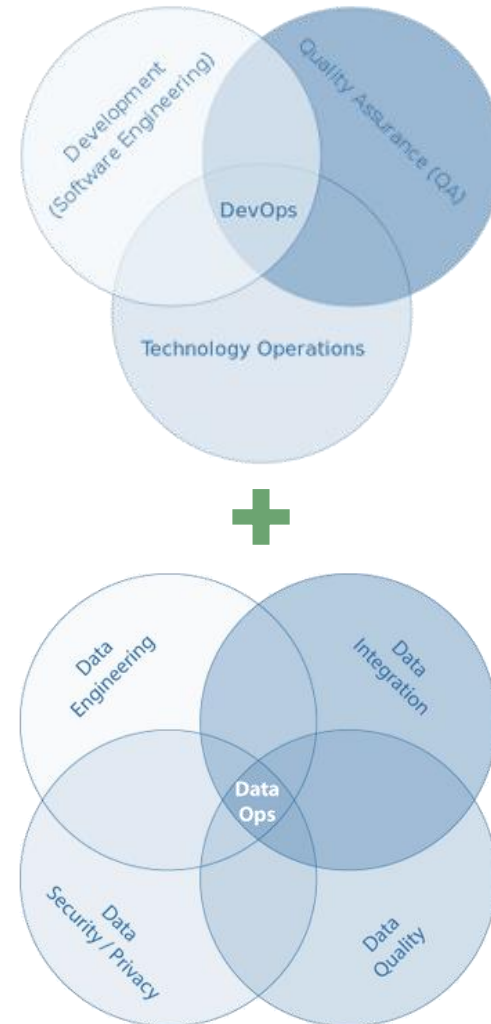 Development
(Software Engineering)
Quality Assurance (QA)
DevOps
Technology Operations
Data
Engineering
Data
Integration
Data
Ops
Data
Security / Privacy
Data
Quality